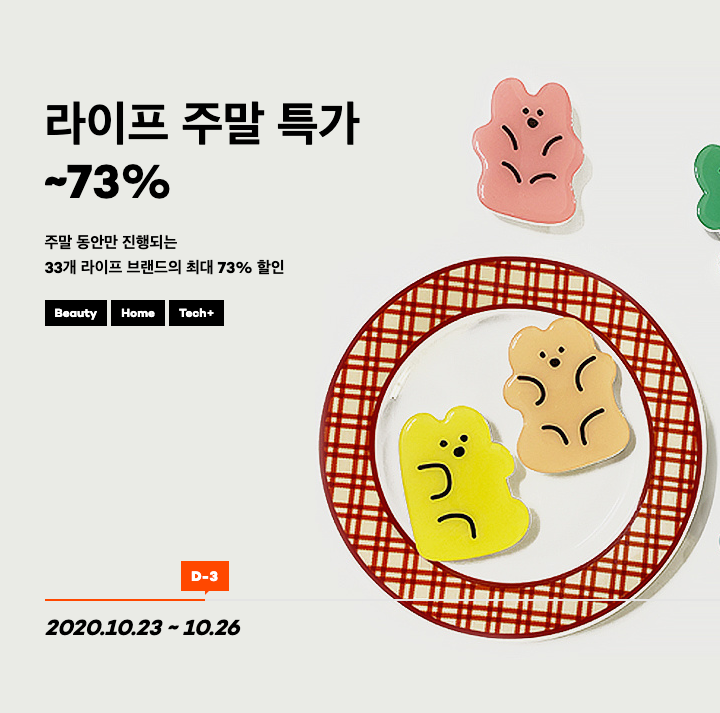 라이프 주말 특가
~73%
주말 동안만 진행되는
33개 라이프 브랜드의 최대 73% 할인
Beauty Home Tech+
D-3
2020.10.23 ~ 10.26